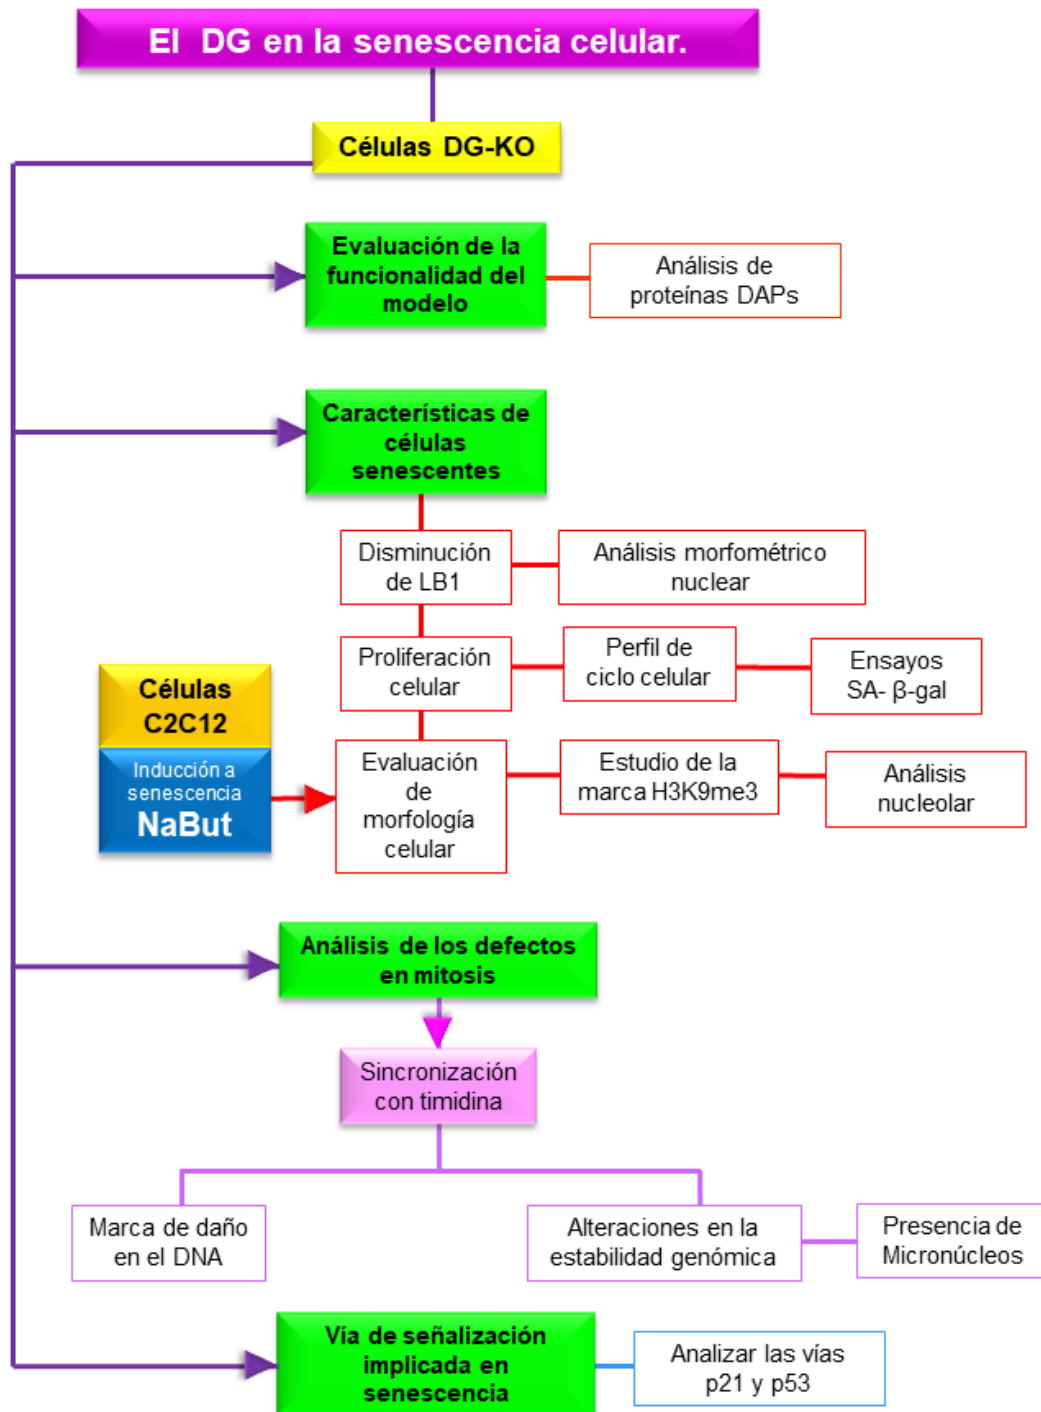 El DG en la senescencia celular.
Células DG-KO
Evaluación de la
funcionalidad del
modelo
Análisis de
proteínas DAPs
Características de
células
senescentes
Disminución
de LB1
Análisis morfométrico
nuclear
Proliferación
celular
Perfil de
ciclo celular
Ensayos
SA- β-gal
Células
C2C12
Inducción a
senescencia
NaBut
Evaluación
de
morfología
celular
Estudio de la
marca H3K9me3
Análisis
nucleolar
Análisis de los defectos
en mitosis
Sincronización
con timidina
Marca de daño
en el DNA
Alteraciones en la
estabilidad genómica
Presencia de
Micronúcleos
Vía de señalización
implicada en
senescencia
Analizar las vías
p21 y p53